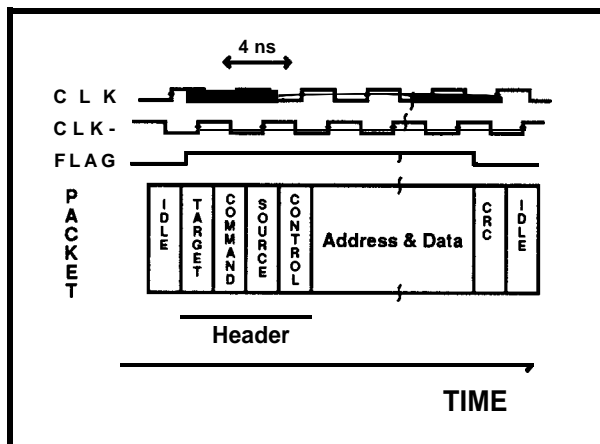 4 ns
CLK
CLK-
FLAG
PACKET
IDLE
TARGET
COMMAND
SOURCE
CONTROL
Address & Data
CRC
IDLE
Header
TIME